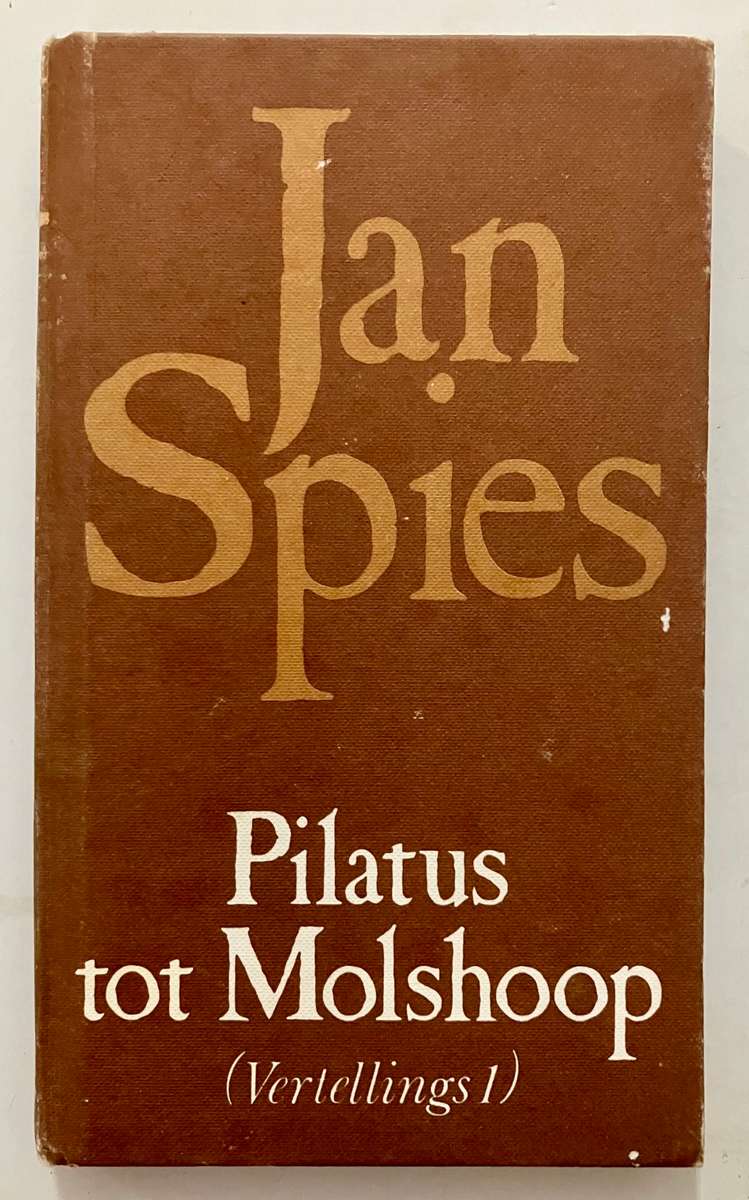 Jan
Spies
Pilatus
tot Molshoop
(Vertellings 1)